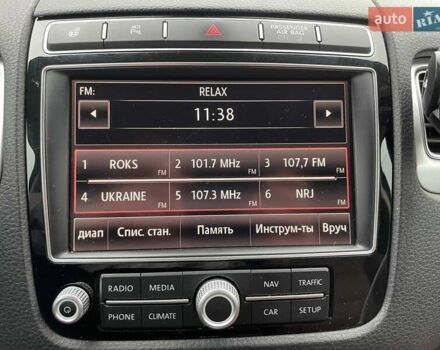 PASSENGER
AIR BAG
auto RIA
FM: RELAX
11:38
1 ROKS FM 2 101.7 MHz FM 3 107,7 FM FM
4 UKRAINE FM 5 107.3 MHz FM 6 NRJ FM
диап Спис. стан. Память Инструм-ты Вруч
RADIO MEDIA NAV TRAFFIC
PHONE CLIMATE CAR SETUP